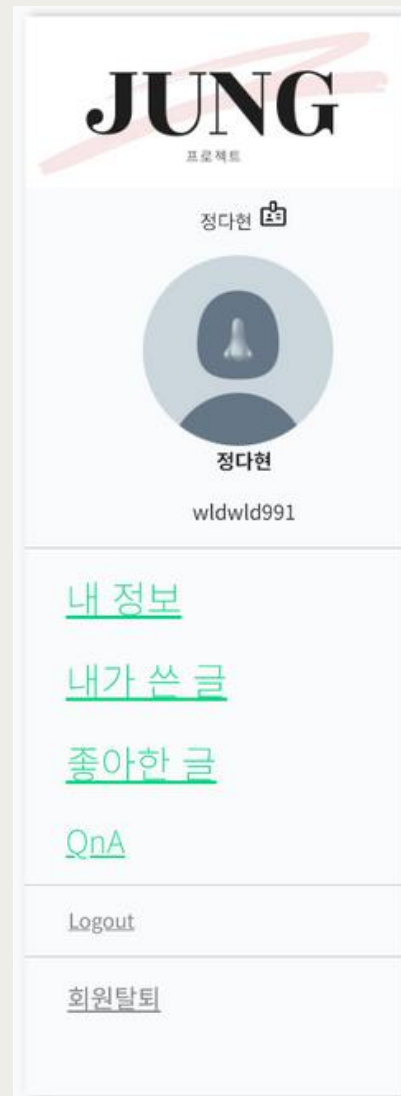 JUNG
프로젝트
정다현
정다현
wldwld991
내 정보
내가 쓴 글
좋아한 글
QnA
Logout
회원탈퇴